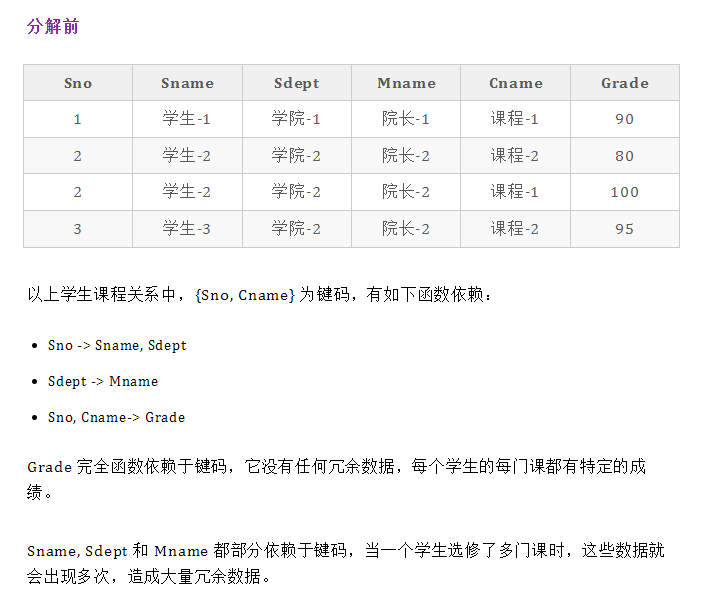 分解前
Sno Sname Sdept Mname Cname Grade
1 学生-1 学院-1 院长-1 课程-1 90
2 学生-2 学院-2 院长-2 课程-2 80
2 学生-2 学院-2 院长-2 课程-1 100
3 学生-3 学院-2 院长-2 课程-2 95
以上学生课程关系中，{Sno, Cname} 为键码，有如下函数依赖：
• Sno -> Sname, Sdept
• Sdept -> Mname
• Sno, Cname-> Grade
Grade 完全函数依赖于键码，它没有任何冗余数据，每个学生的每门课都有特定的成
绩。
Sname, Sdept 和 Mname 都部分依赖于键码，当一个学生选修了多门课时，这些数据就
会出现多次，造成大量冗余数据。